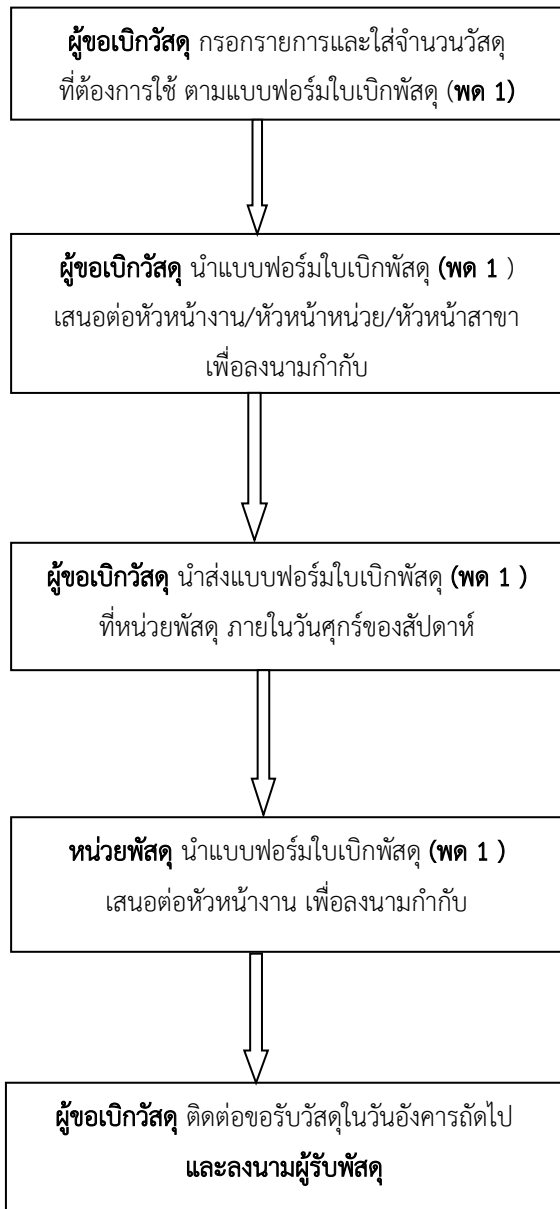 ผู้ขอเบิกวัสดุ กรอกรายการและใส่จำนวนวัสดุ
ที่ต้องการใช้ ตามแบบฟอร์มใบเบิกพัสดุ (พด 1)
ผู้ขอเบิกวัสดุ นำแบบฟอร์มใบเบิกพัสดุ (พด 1 )
เสนอต่อหัวหน้างาน/หัวหน้าหน่วย/หัวหน้าสาขา
เพื่อลงนามกำกับ
ผู้ขอเบิกวัสดุ นำส่งแบบฟอร์มใบเบิกพัสดุ (พด 1 )
ที่หน่วยพัสดุ ภายในวันศุกร์ของสัปดาห์
หน่วยพัสดุ นำแบบฟอร์มใบเบิกพัสดุ (พด 1 )
เสนอต่อหัวหน้างาน เพื่อลงนามกำกับ
ผู้ขอเบิกวัสดุ ติดต่อขอรับวัสดุในวันอังคารถัดไป
และลงนามผู้รับพัสดุ